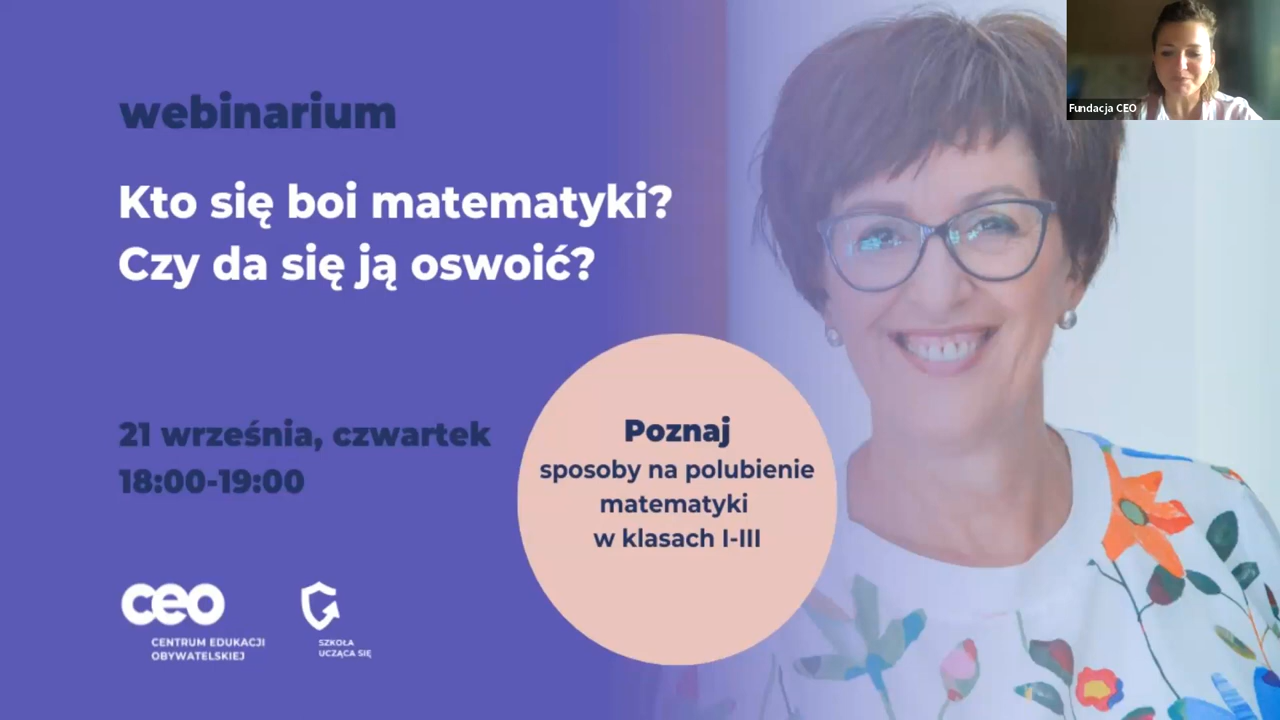 Fundacja CEO
webinarium
Kto się boi matematyki?
Czy da się ją oswoić?
21 września, czwartek
18:00-19:00
Poznaj
sposoby na polubienie
matematyki
w klasach I-III
ceo
CENTRUM EDUKACJI
OBYWATELSKIEJ
SZKOŁA
UCZĄCA SIĘ